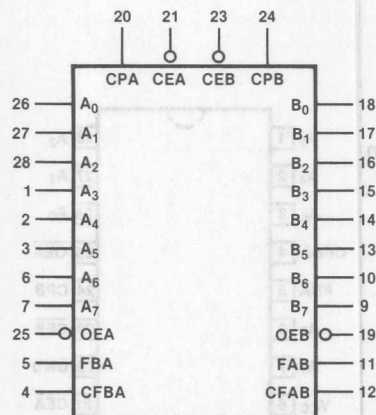 20 21 23 24
CPA CEA CEB CPB
26 A0 B0 18
27 A1 B1 17
28 A2 B2 16
1 A3 B3 15
2 A4 B4 14
3 A5 B5 13
6 A6 B6 10
7 A7 B7 9
25 OEA OEB 19
5 FBA FAB 11
4 CFBA CFAB 12